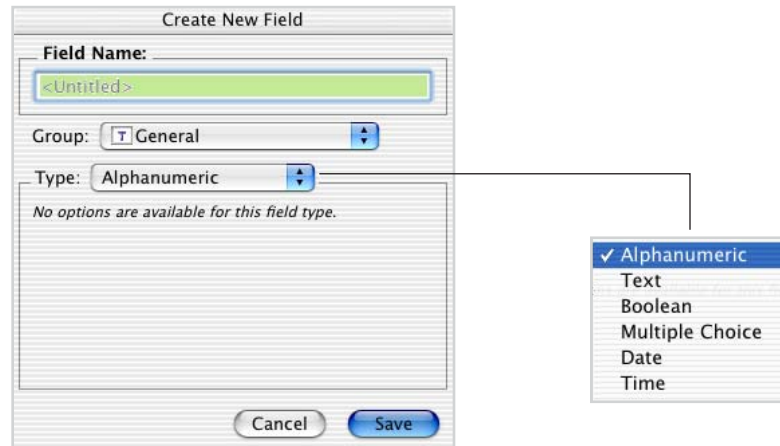 Create New Field
Field Name:
<Untitled>
Group: T General
Type: Alphanumeric
No options are available for this field type.
Cancel Save
✓ Alphanumeric
Text
Boolean
Multiple Choice
Date
Time